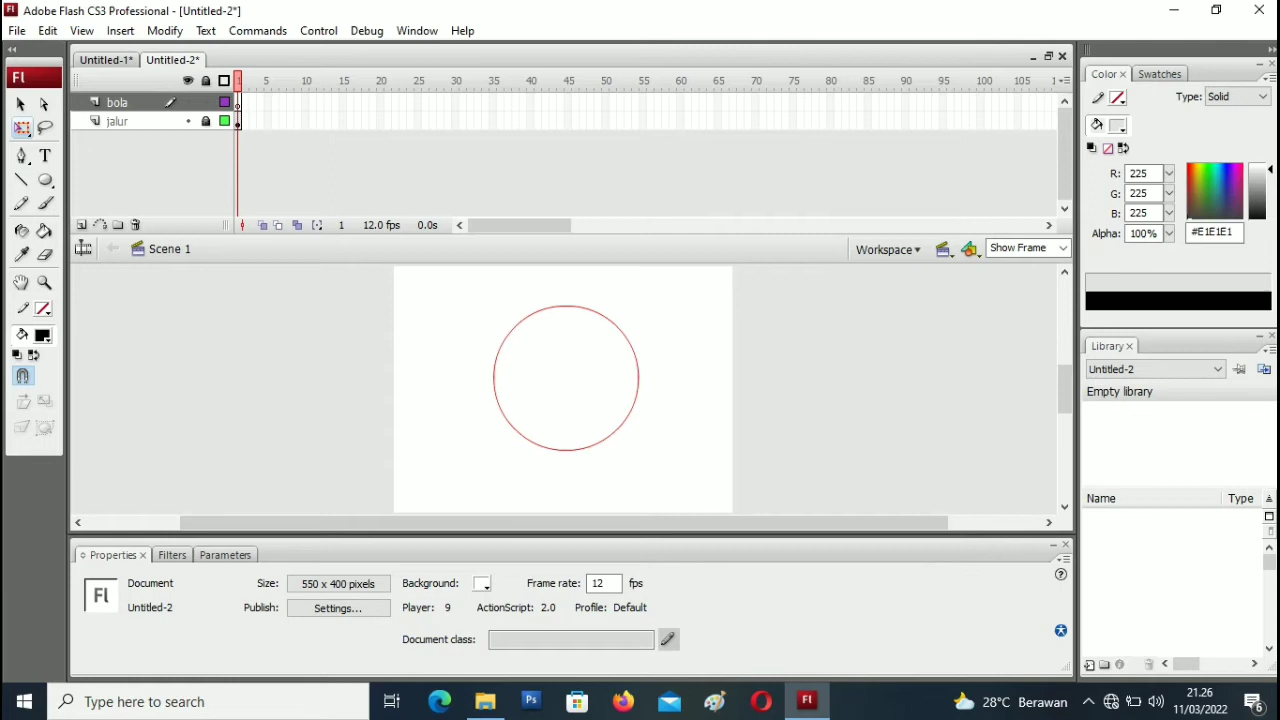 Adobe Flash CS3 Professional - [Untitled-2*]
File Edit View Insert Modify Text Commands Control Debug Window Help
Fl
Untitled-1* Untitled-2*
1 5 10 15 20 25 30 35 40 45 50 55 60 65 70 75 80 85 90 95 100 105 1
bola
jalur
1 12.0 fps 0.0s
Scene 1
Workspace Show Frame
Color Swatches
Type: Solid
R: 225
G: 225
B: 225
Alpha: 100% #E1E1E1
Library
Untitled-2
Empty library
Name Type
Properties Filters Parameters
Fl
Document
Untitled-2
Size: 550 x 400 pixels Background: Frame rate: 12 fps
Publish: Settings... Player: 9 ActionScript: 2.0 Profile: Default
Document class:
Type here to search
Ps
Fl
28°C Berawan
21.26
11/03/2022
6